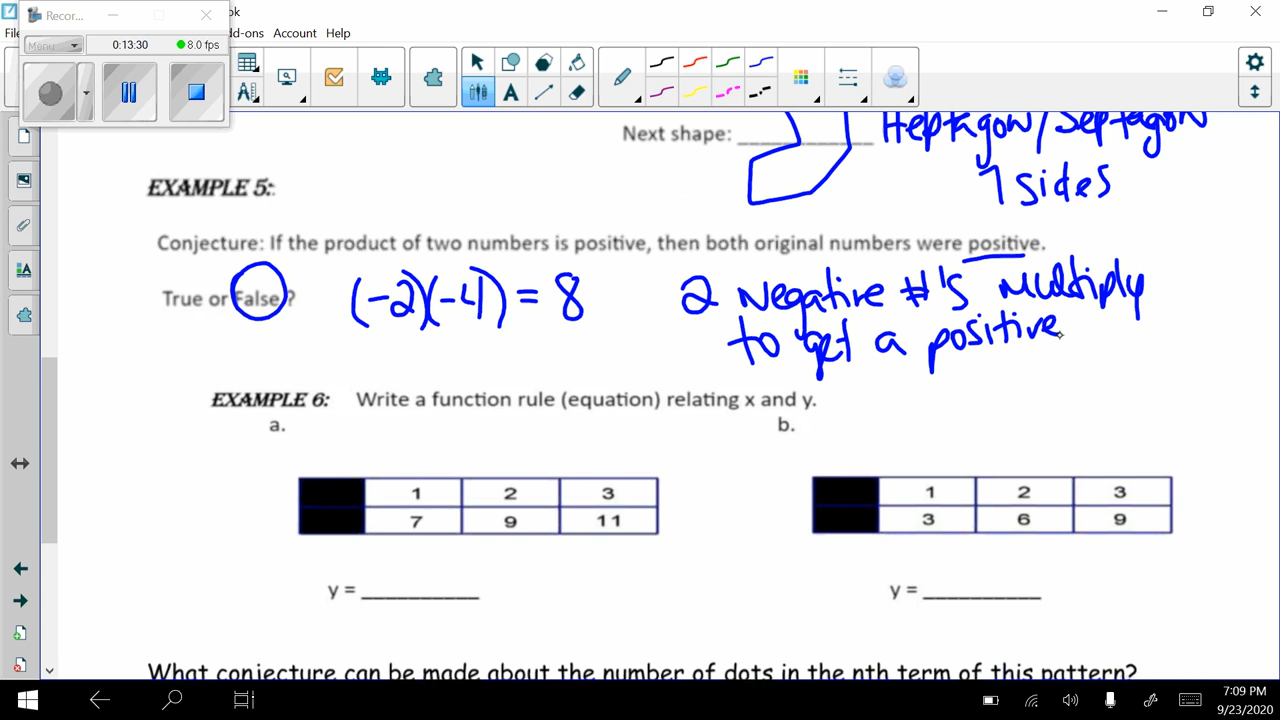 Recor...
ok
File
dd-ons Account Help
Menu 0:13:30 8.0 fps
Next shape: ____________ Heptagon/Septagon
7 sides
EXAMPLE 5:
Conjecture: If the product of two numbers is positive, then both original numbers were positive.
True or False? (-2)(-4) = 8 2 Negative #'s multiply
to get a positive
EXAMPLE 6: Write a function rule (equation) relating x and y.
a. b.
1 2 3 1 2 3
7 9 11 3 6 9
y = __________ y = __________
What conjecture can be made about the number of dots in the nth term of this pattern?
7:09 PM
9/23/2020